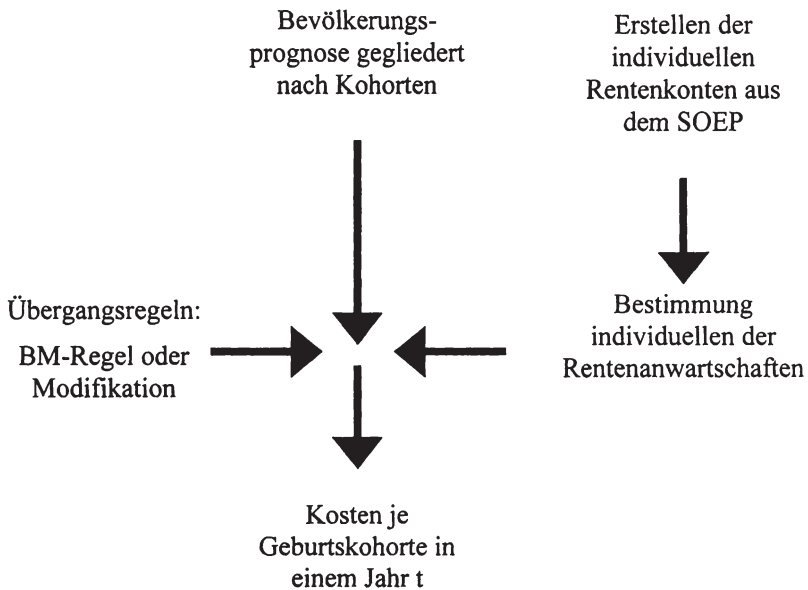 Bevölkerungs-
prognose gegliedert
nach Kohorten
Erstellen der
individuellen
Rentenkonten aus
dem SOEP
Übergangsregeln:
BM-Regel oder
Modifikation
Bestimmung
individuellen der
Rentenanwartschaften
Kosten je
Geburtskohorte in
einem Jahr t